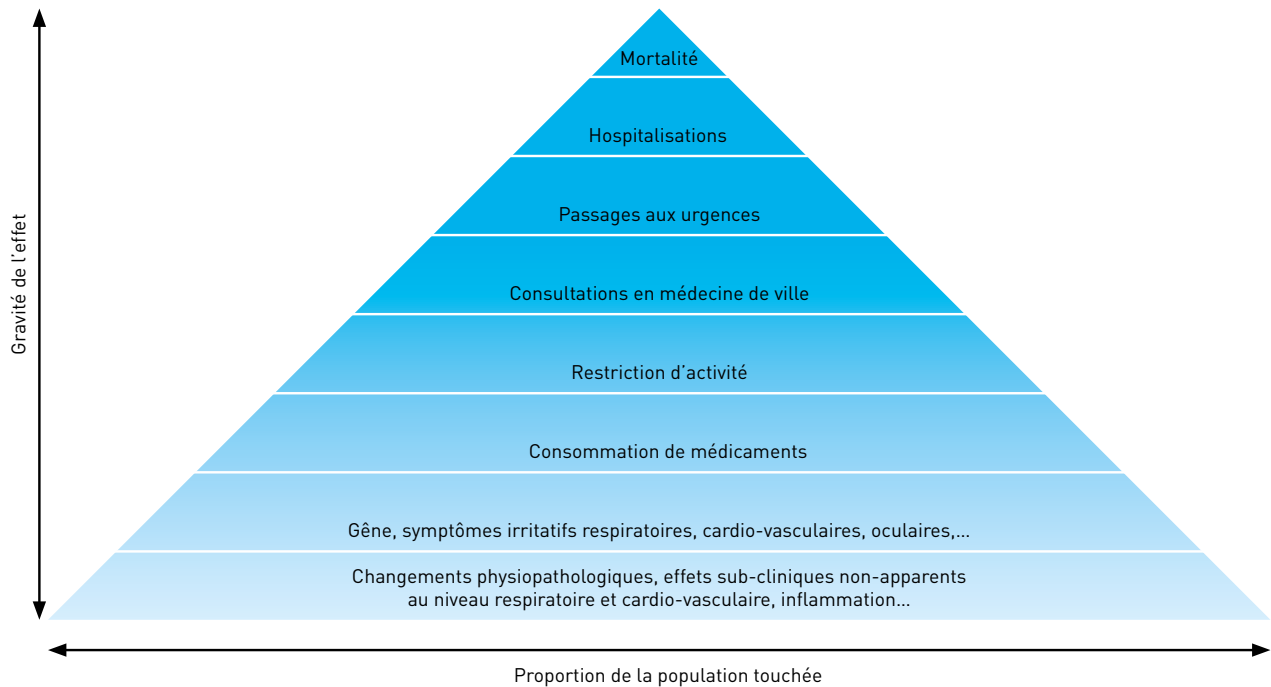 Mortalité
Hospitalisations
Passages aux urgences
Consultations en médecine de ville
Gravité de l'effet
Restriction d'activité
Consommation de médicaments
Gêne, symptômes irritatifs respiratoires, cardio-vasculaires, oculaires,...
Changements physiopathologiques, effets sub-cliniques non-apparents
au niveau respiratoire et cardio-vasculaire, inflammation...
Proportion de la population touchée